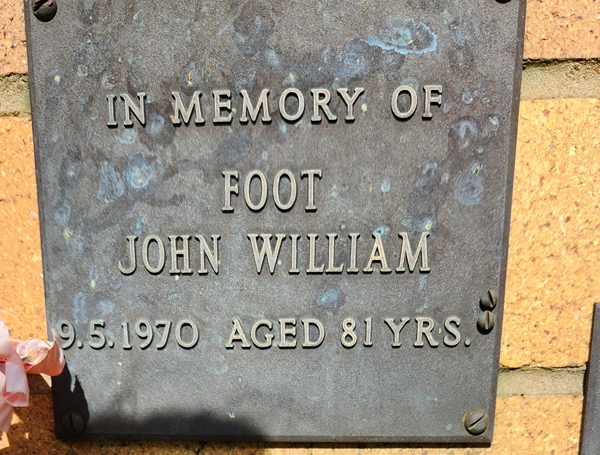 IN MEMORY OF
FOOT
JOHN WILLIAM
9.5.1970 AGED 81 YRS.